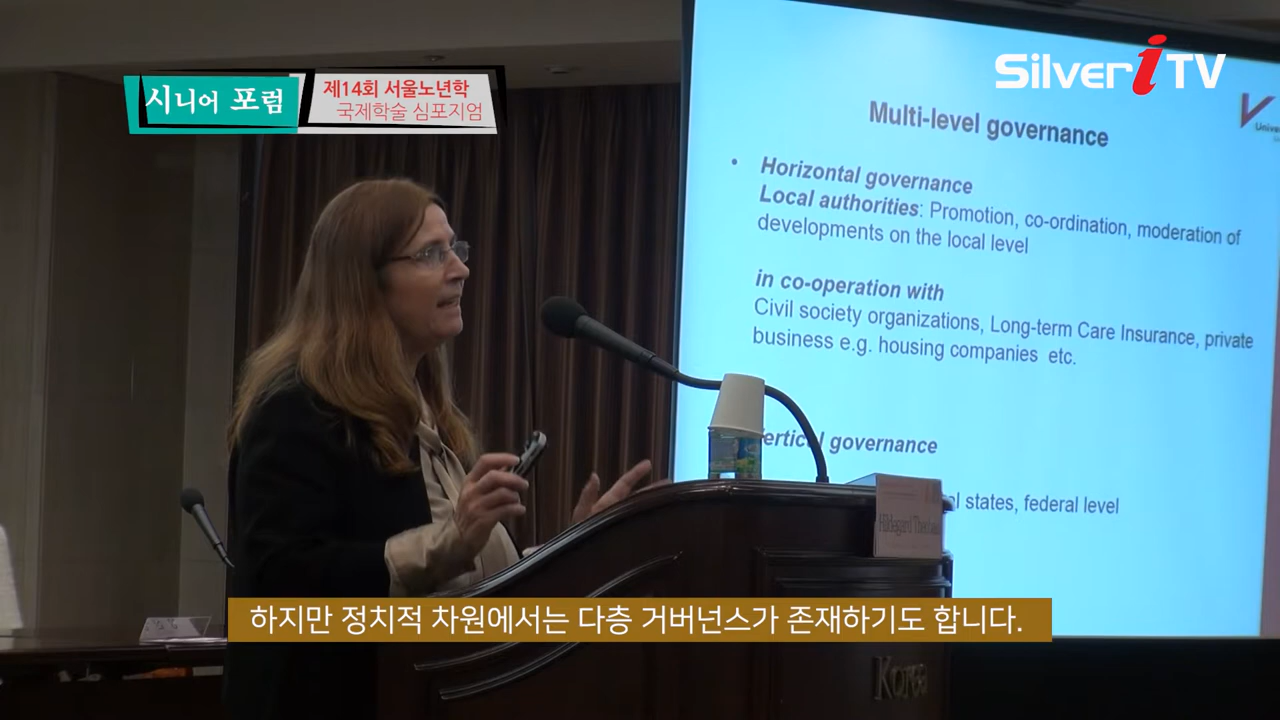 시니어 포럼
제14회 서울노년학
국제학술 심포지엄
Silver i TV
Multi-level governance
• Horizontal governance
Local authorities: Promotion, co-ordination, moderation of
developments on the local level
in co-operation with
Civil society organizations, Long-term Care Insurance, private
business e.g. housing companies etc.
governance
states, federal level
Hildegard
Korea
하지만 정치적 차원에서는 다층 거버넌스가 존재하기도 합니다.